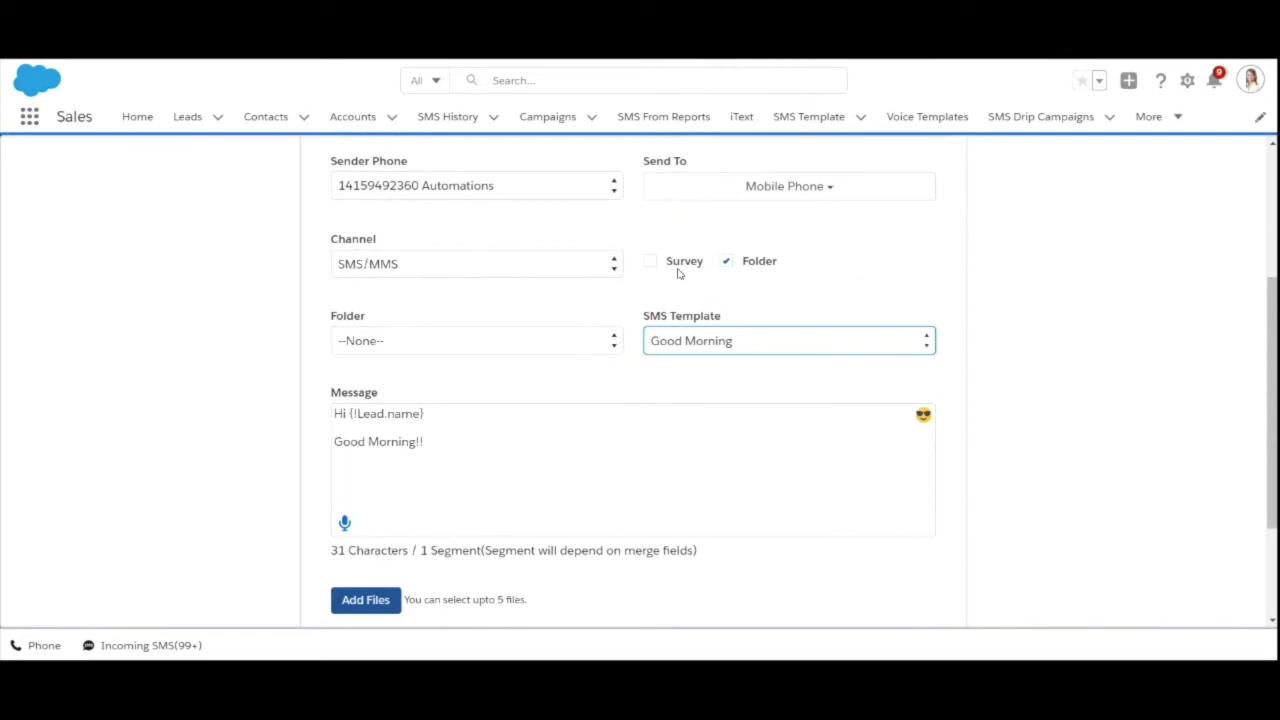 All
Search...
9
Sales
Home
Leads
Contacts
Accounts
SMS History
Campaigns
SMS From Reports
iText
SMS Template
Voice Templates
SMS Drip Campaigns
More
Sender Phone
Send To
14159492360 Automations
Mobile Phone
Channel
SMS/MMS
Survey
Folder
Folder
SMS Template
--None--
Good Morning
Message
Hi {!Lead.name}
Good Morning!!
31 Characters / 1 Segment(Segment will depend on merge fields)
Add Files
You can select upto 5 files.
Phone
Incoming SMS(99+)